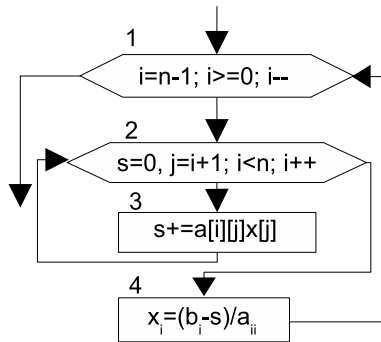 1
i=n-1; i>=0; i--
2
s=0, j=i+1; i<n; i++
3
s+=a[i][j]x[j]
4
xᵢ=(bᵢ-s)/aᵢᵢ